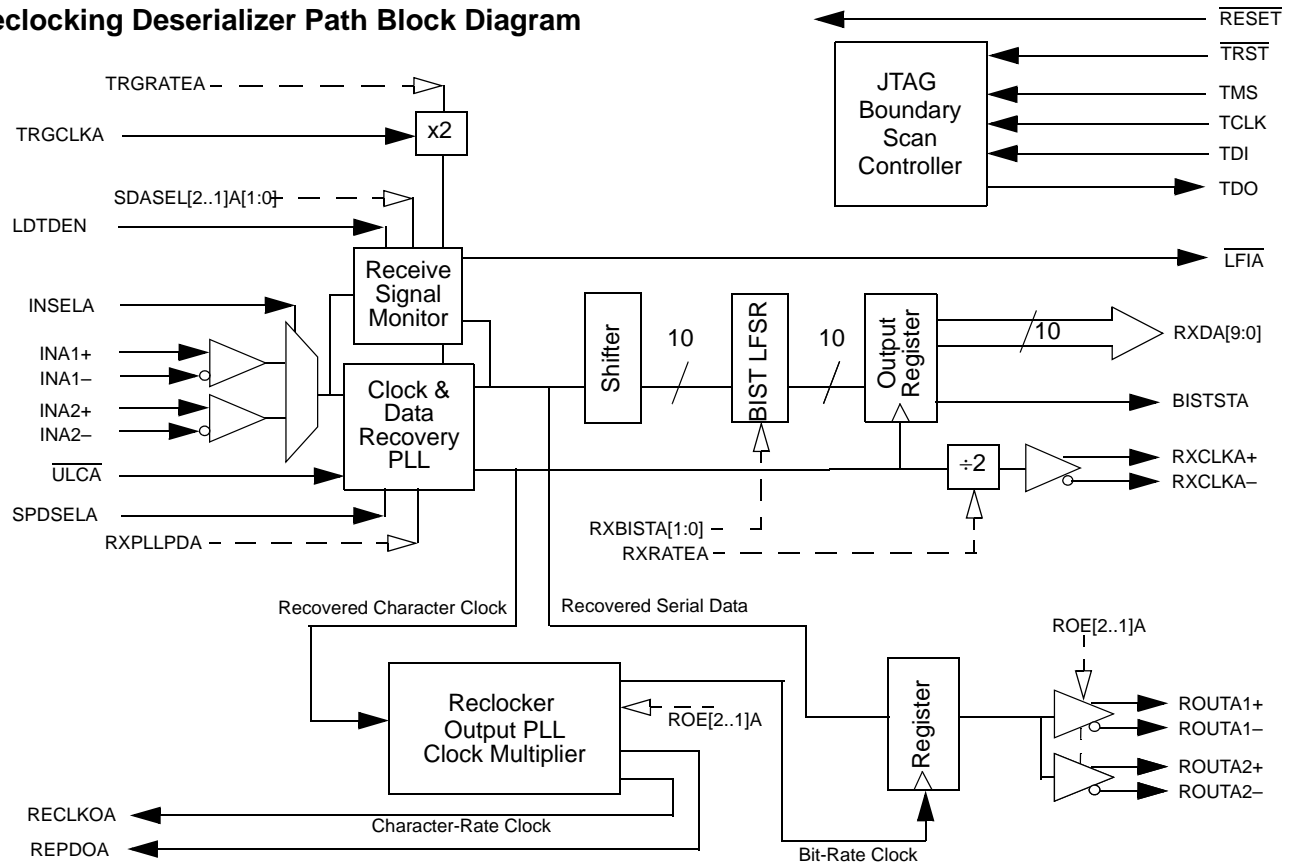 eclocking Deserializer Path Block Diagram
RESET
TRST
TMS
TCLK
TDI
TDO
JTAG
Boundary
Scan
Controller
TRGRATEA
TRGCLKA
x2
SDASEL[2..1]A[1:0]
LDTDEN
Receive
Signal
Monitor
LFIA
INSELA
INA1+
INA1–
INA2+
INA2–
ULCA
SPDSELA
RXPLLPDA
Clock &
Data
Recovery
PLL
Shifter
10
BIST LFSR
10
Output
Register
10
RXDA[9:0]
BISTSTA
÷2
RXCLKA+
RXCLKA–
RXBISTA[1:0]
RXRATEA
Recovered Character Clock
Recovered Serial Data
ROE[2..1]A
Reclocker
Output PLL
Clock Multiplier
ROE[2..1]A
Register
ROUTA1+
ROUTA1–
ROUTA2+
ROUTA2–
RECLKOA
Character-Rate Clock
REPDOA
Bit-Rate Clock